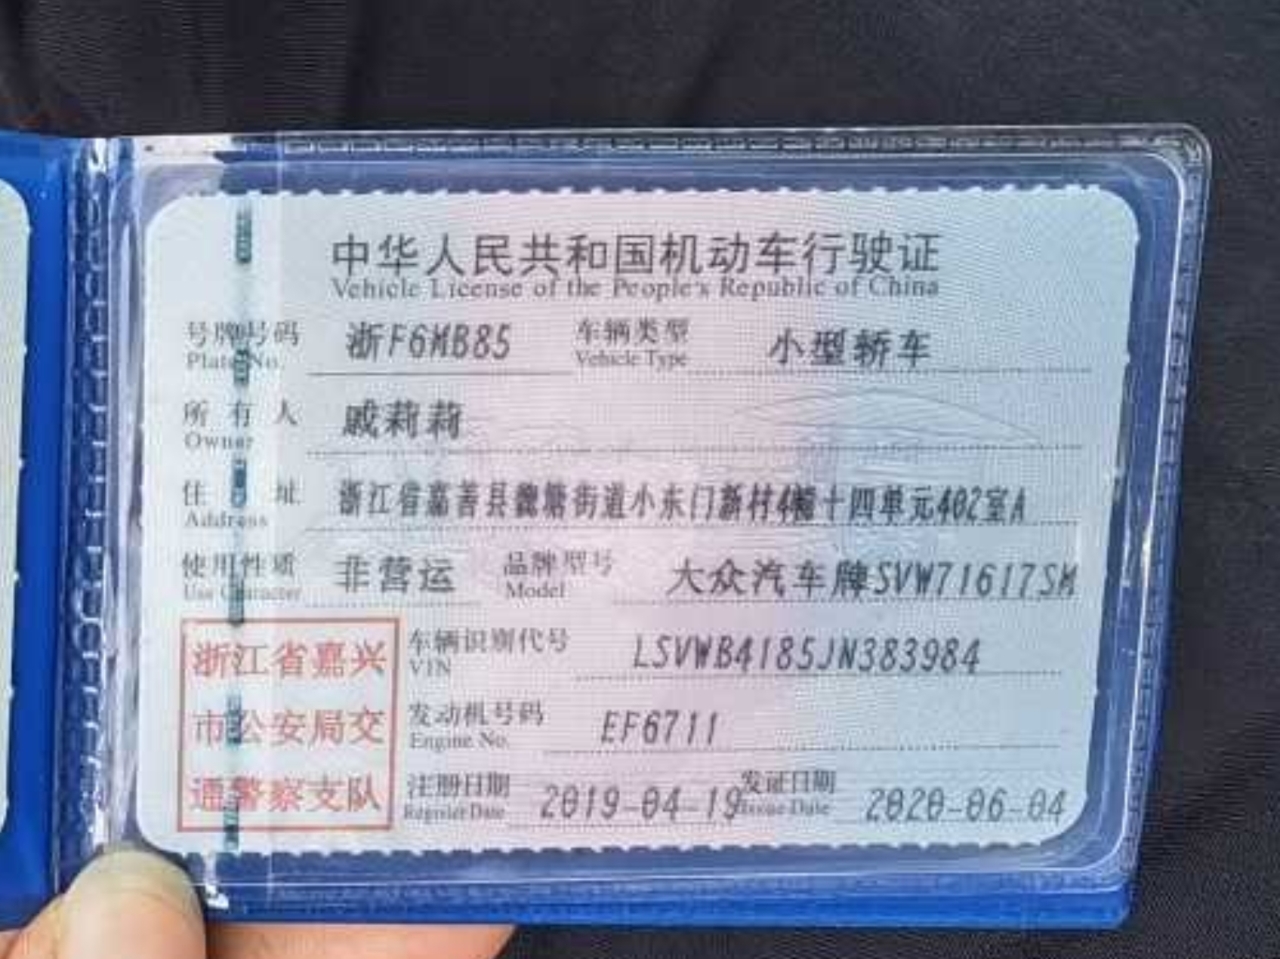 中华人民共和国机动车行驶证
Vehicle License of the People's Republic of China
号牌号码 浙F6MB85 车辆类型 小型轿车
Plate No. Vehicle Type
所有人 戚莉莉
Owner
住址 浙江省嘉善县魏塘街道小东门新村4幢十四单元402室A
Address
使用性质 非营运 品牌型号 大众汽车牌SVW71617SM
Use Character Model
浙江省嘉兴 车辆识别代号 LSVWB4185JN383984
VIN
市公安局交 发动机号码 EF6711
Engine No.
通警察支队 注册日期 2019-04-19 发证日期 2020-06-04
Register Date Issue Date